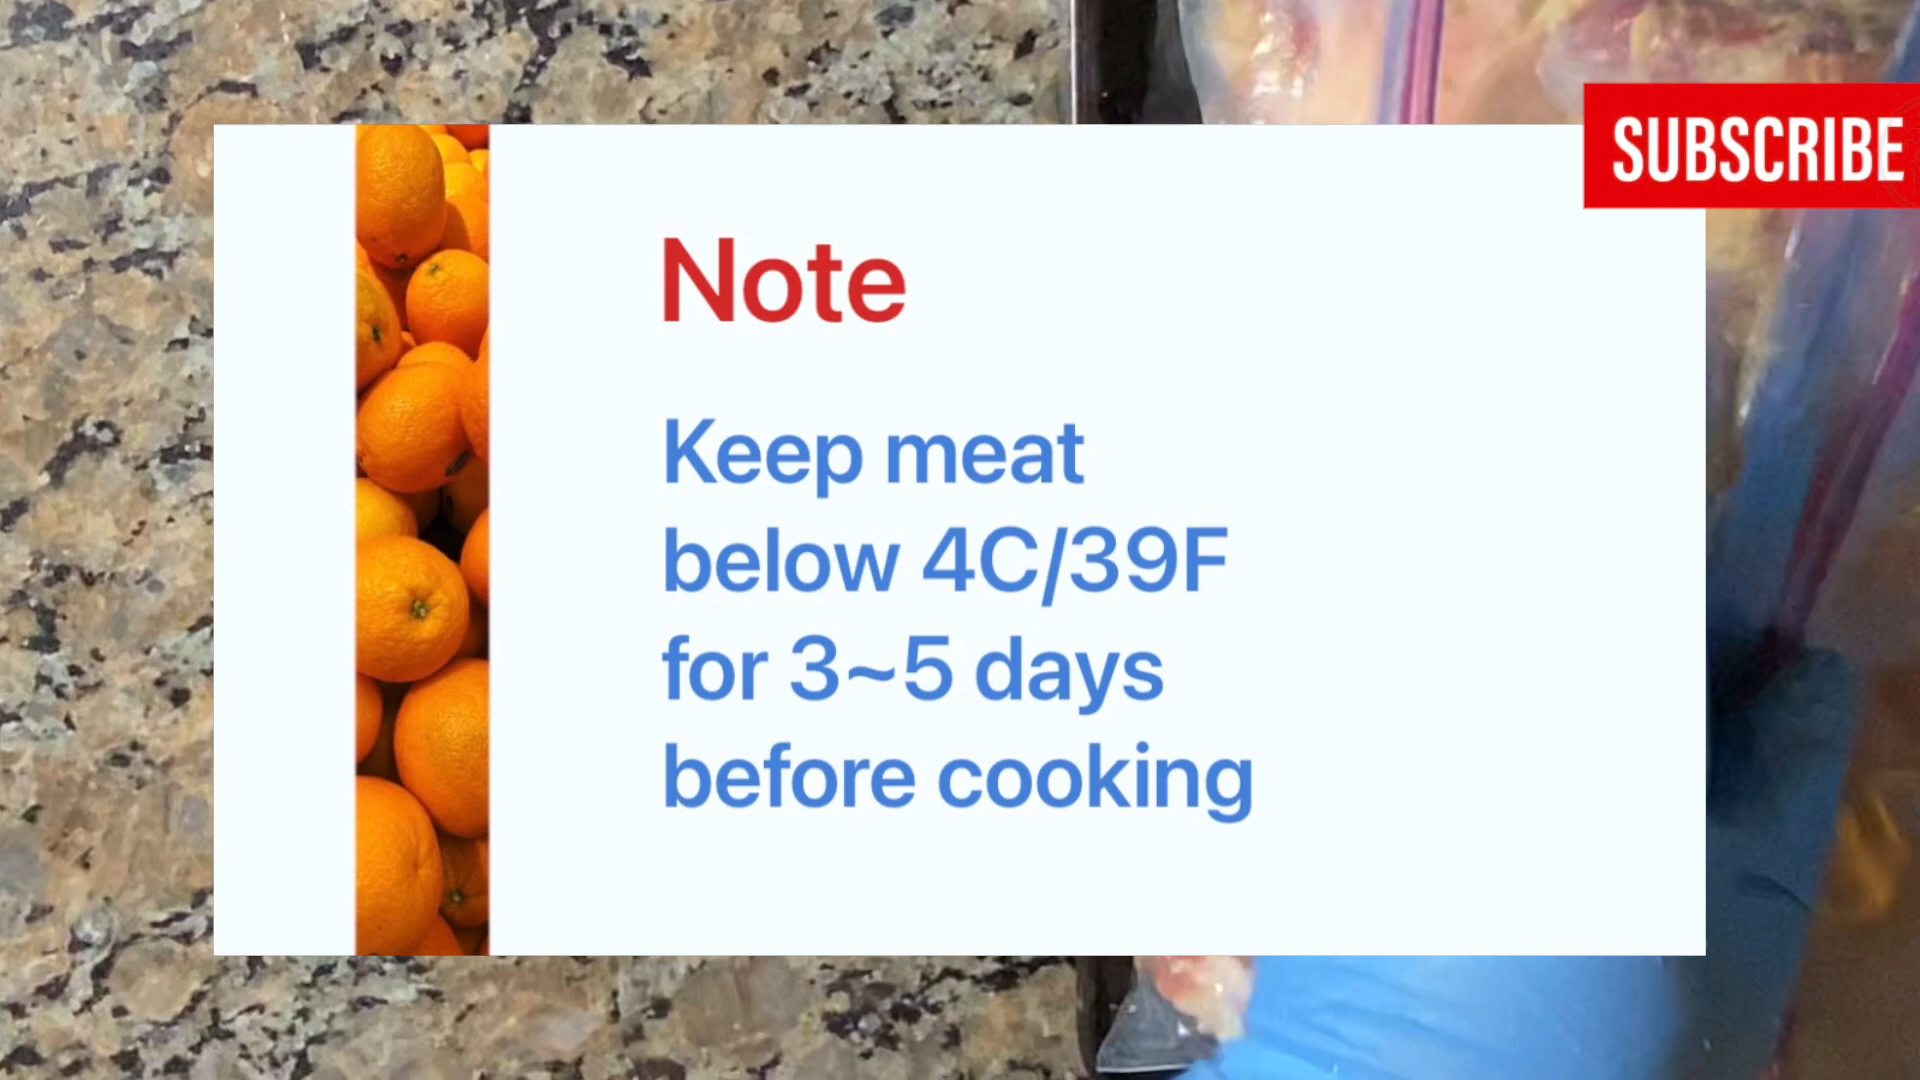 SUBSCRIBE
Note
Keep meat
below 4C/39F
for 3~5 days
before cooking